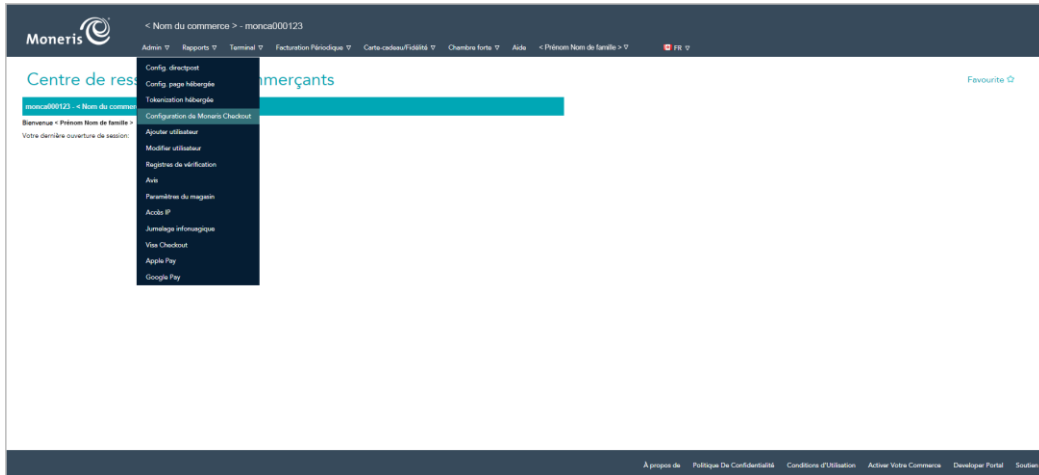 < Nom du commerce > - monca000123
Moneris
Admin Rapports Terminal Facturation Périodique Carte-cadeau/Fidélité Chambre forte Aide < Prénom Nom de famille > FR
Config. directpost
Centre de res mmerçants
Favourite
Config. page hébergée
Tokenization hébergée
monca000123 - < Nom du commer
Configuration de Moneris Checkout
Bienvenue < Prénom Nom de famille >
Ajouter utilisateur
Votre dernière ouverture de session:
Modifier utilisateur
Registres de vérification
Avis
Paramètres du magasin
Accès IP
Jumelage infonuagique
Visa Checkout
Apple Pay
Google Pay
À propos de Politique De Confidentialité Conditions d'Utilisation Activer Votre Commerce Developer Portal Soutien